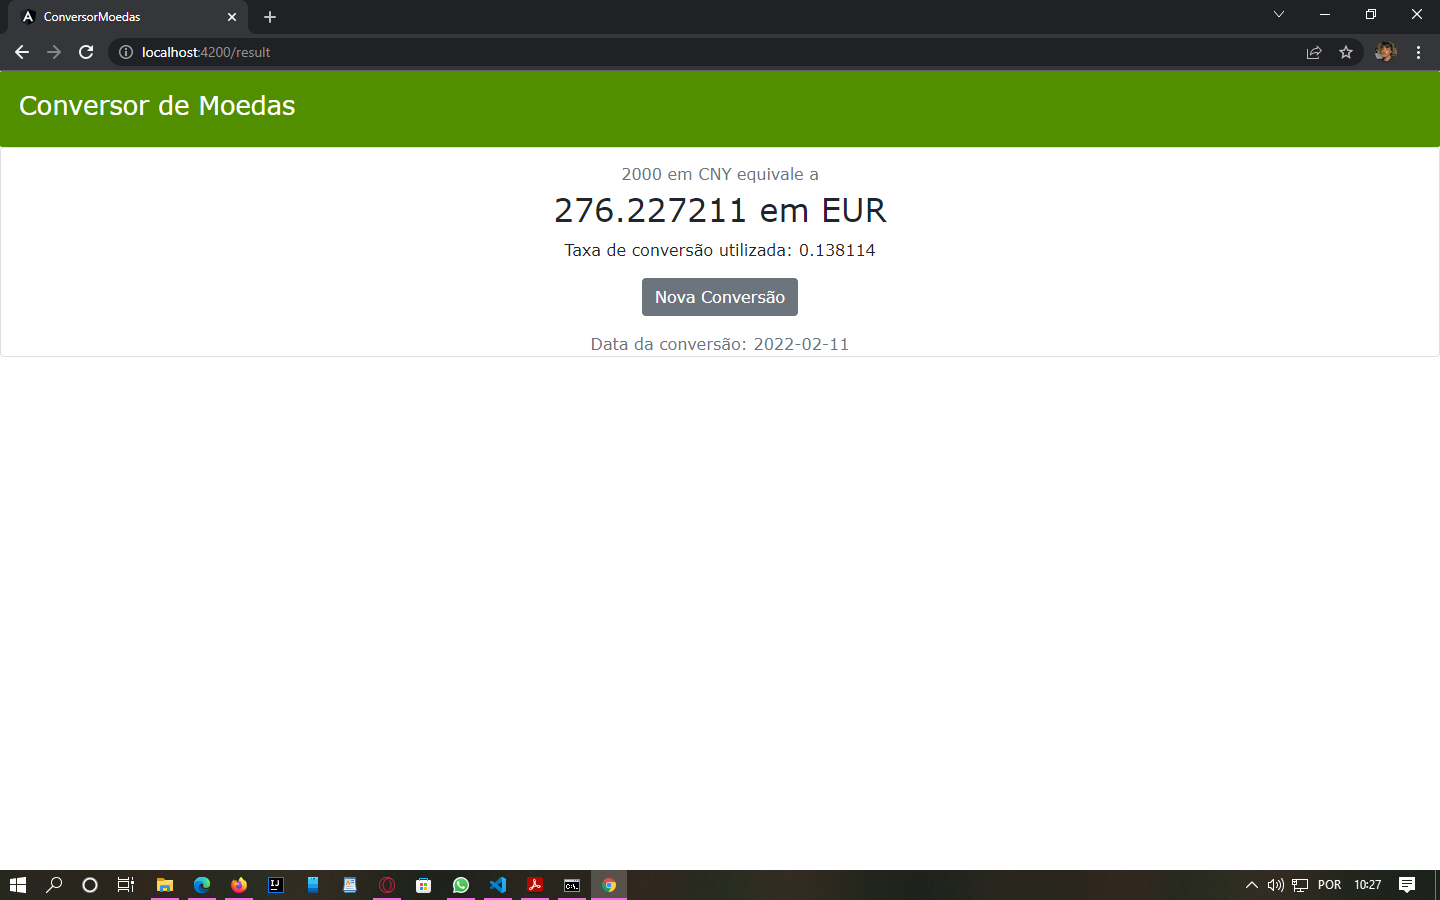 ConversorMoedas
localhost:4200/result
Conversor de Moedas
2000 em CNY equivale a
276.227211 em EUR
Taxa de conversão utilizada: 0.138114
Nova Conversão
Data da conversão: 2022-02-11
POR 10:27